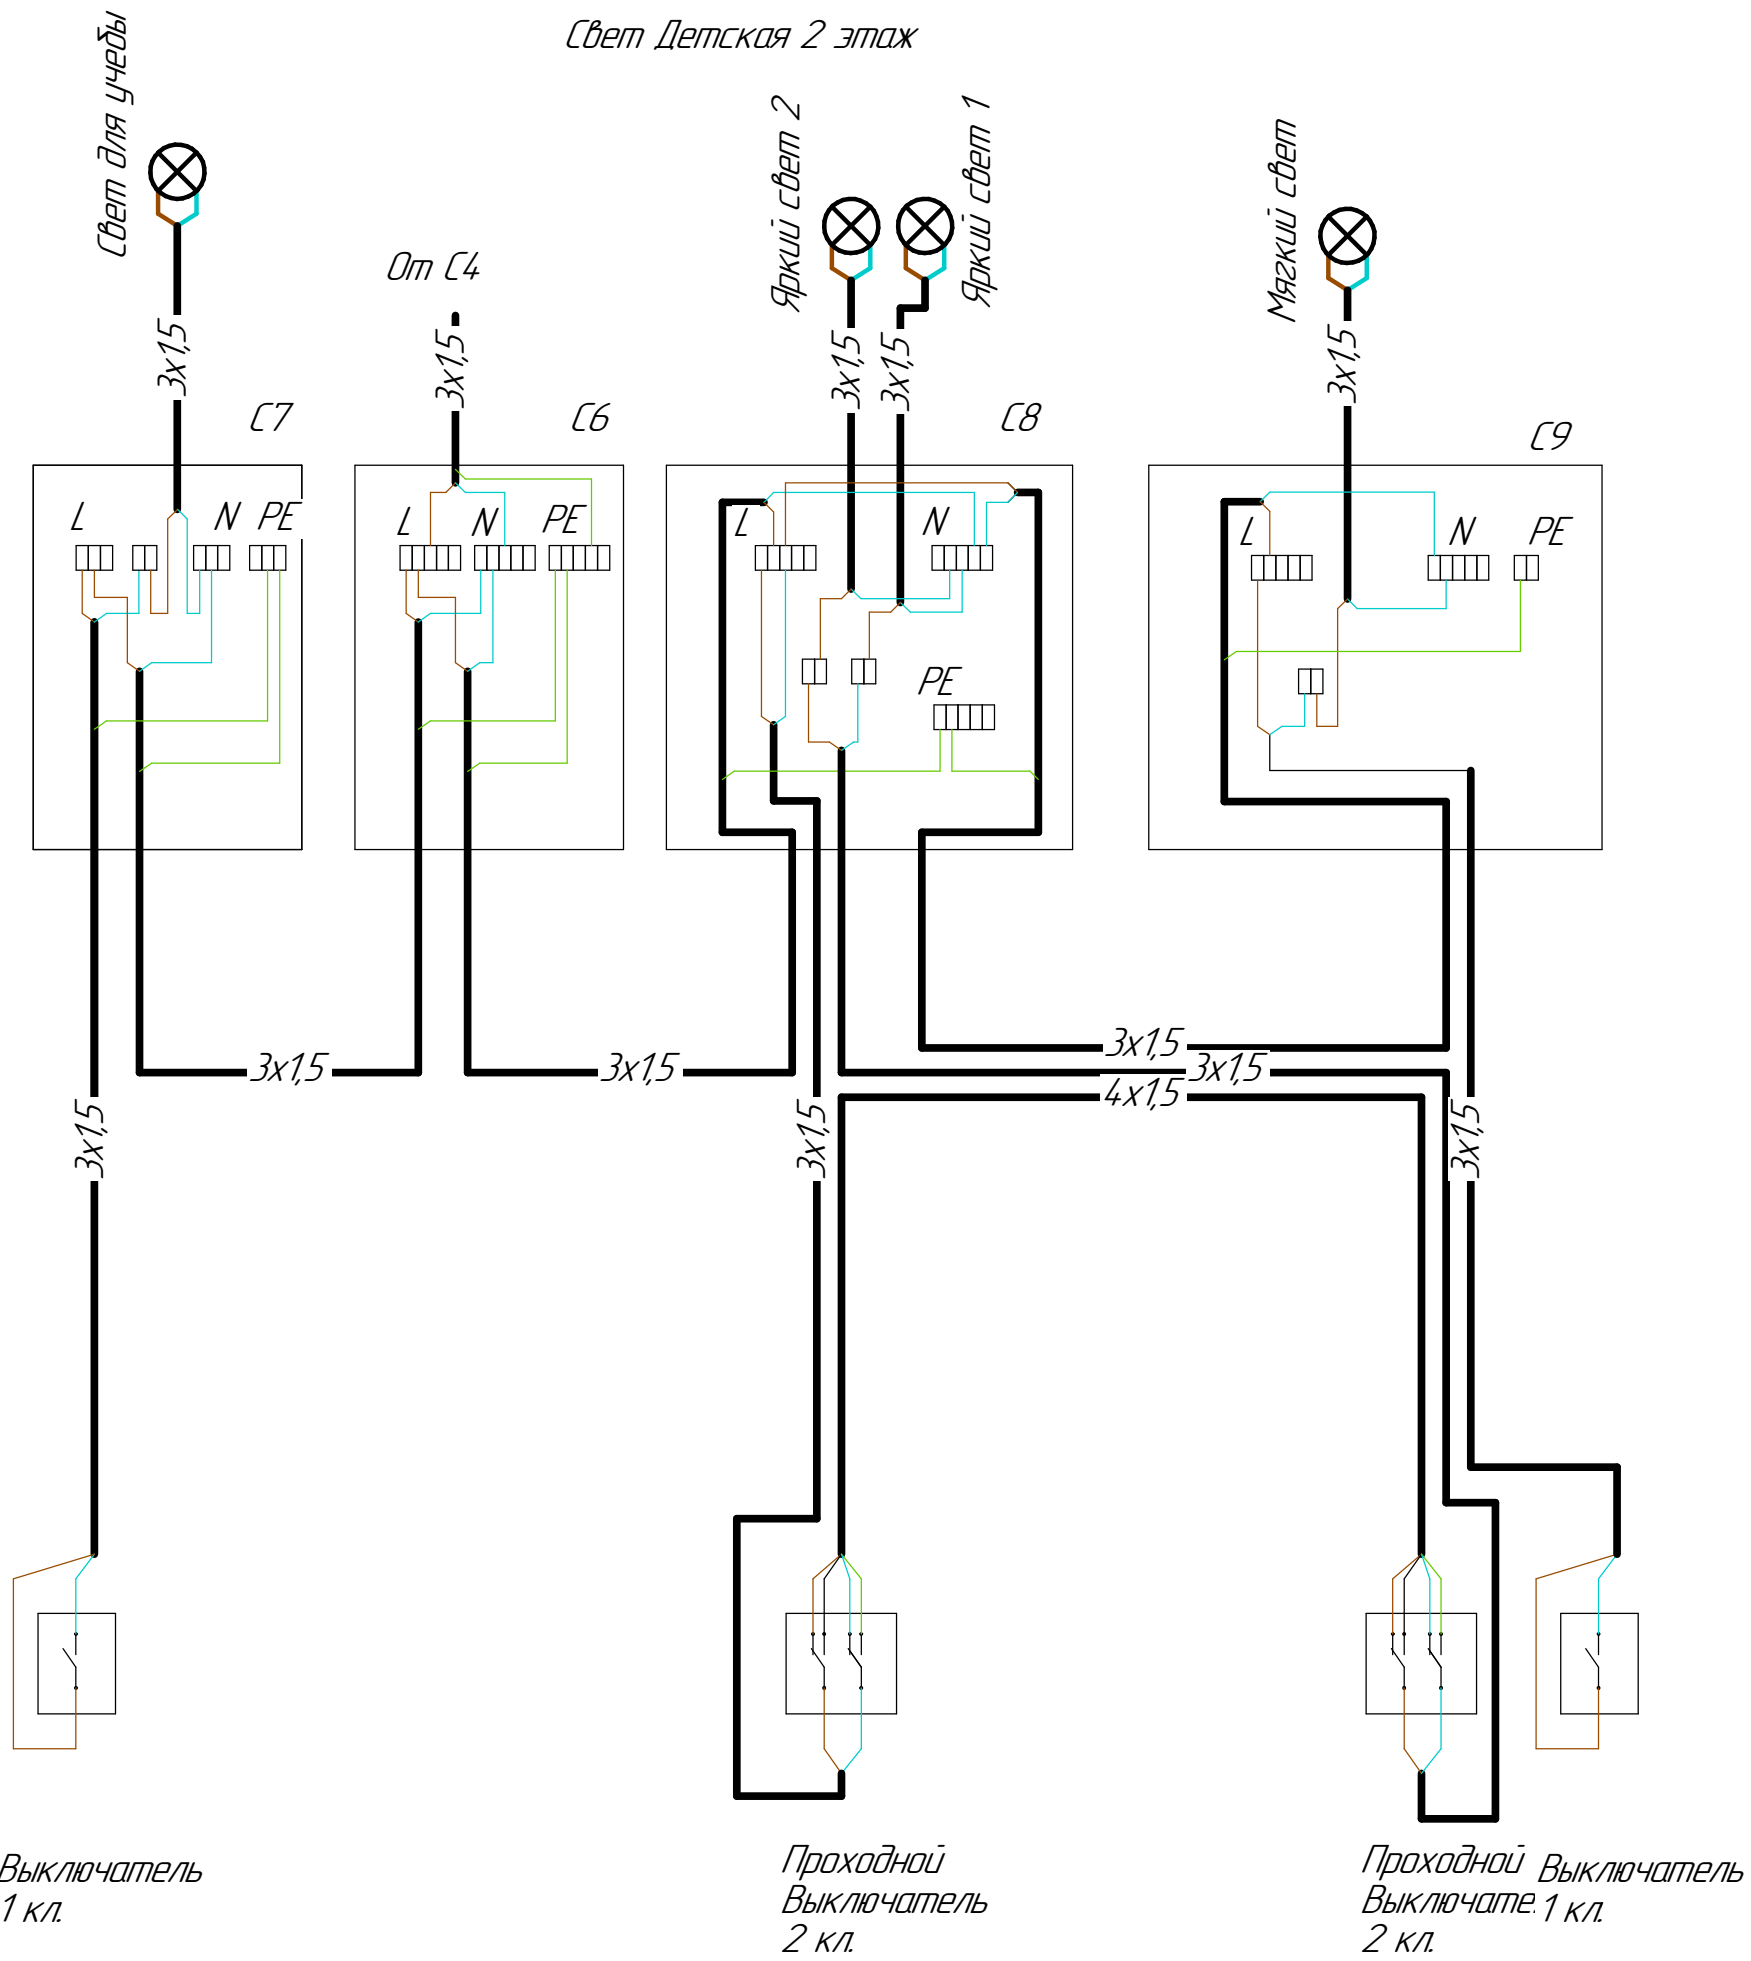 Свет Детская 2 этаж
Свет для учебы
От С4
Яркий свет 2
Яркий свет 1
Мягкий свет
3х1,5
3х1,5
3х1,5
3х1,5
3х1,5
С7
С6
С8
С9
L
N
PE
L
N
PE
L
N
PE
L
N
PE
3х1,5
3х1,5
3х1,5
3х1,5
4х1,5
3х1,5
3х1,5
3х1,5
Выключатель
1 кл.
Проходной
Выключатель
2 кл.
Проходной
Выключате
2 кл.
Выключатель
1 кл.